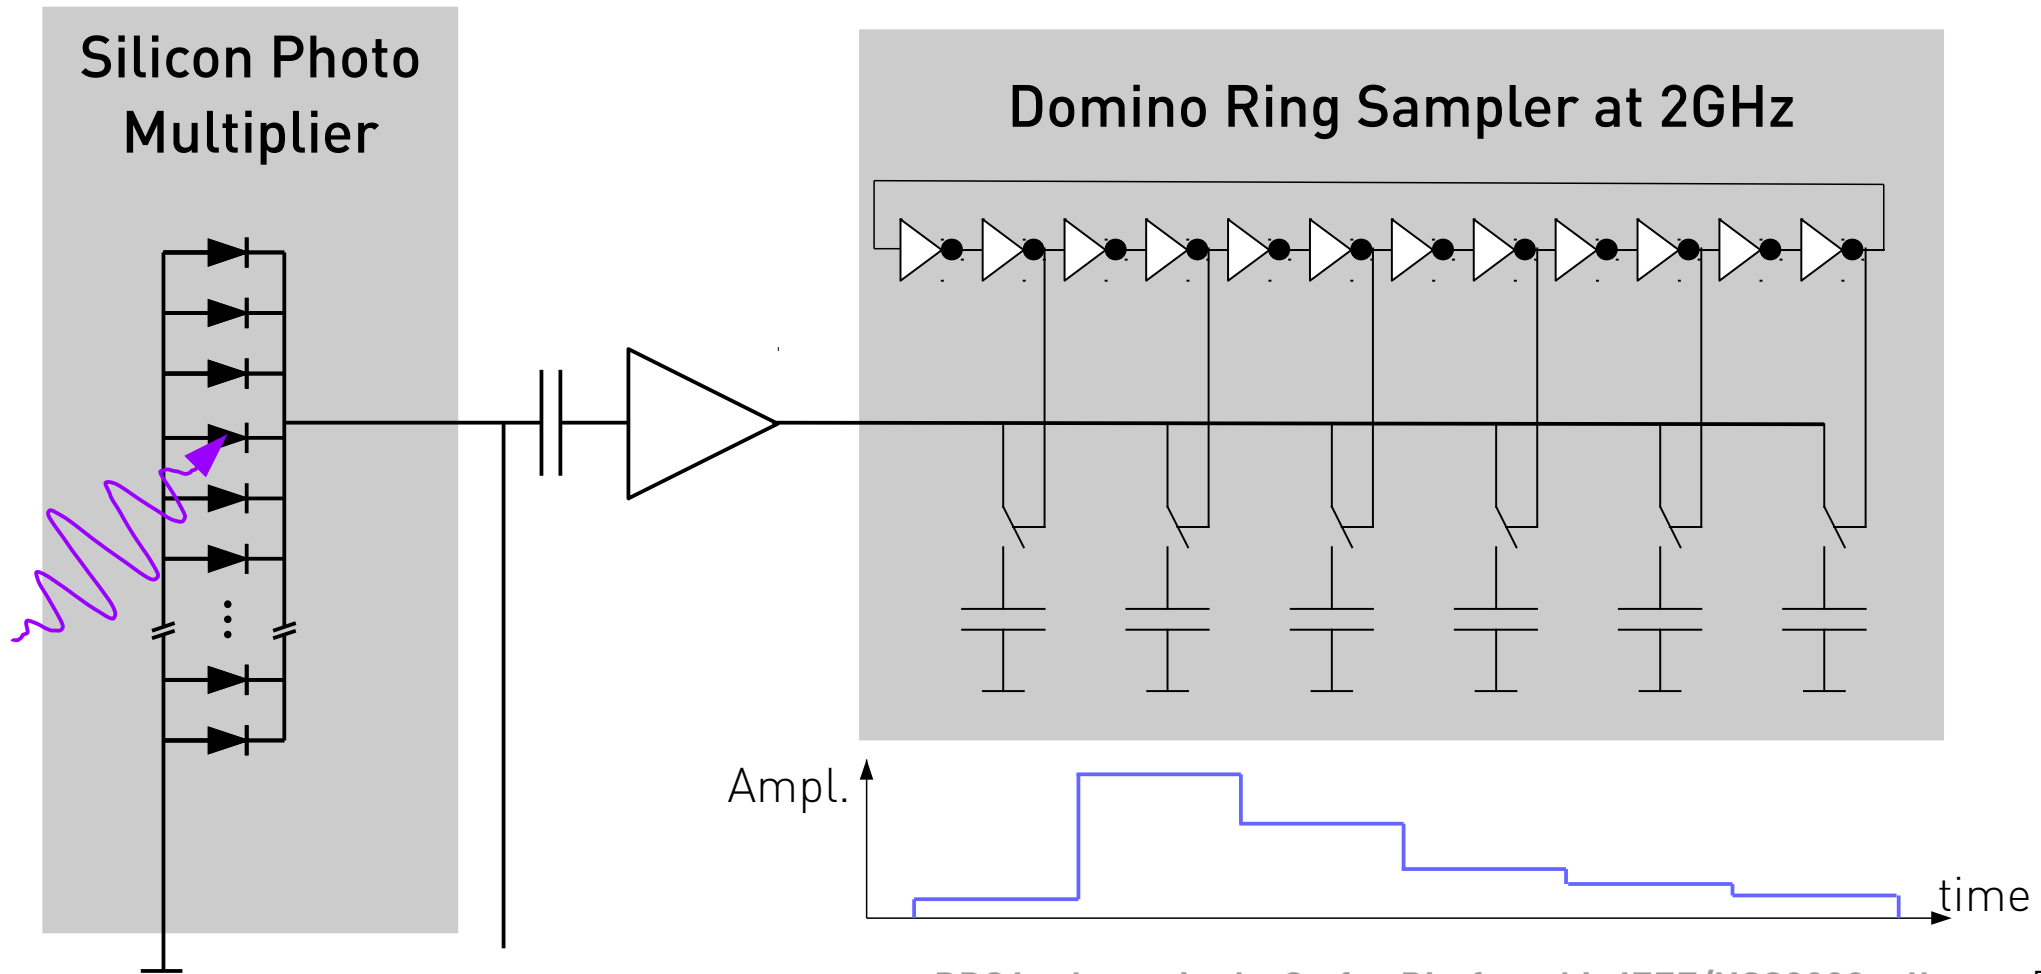 Silicon Photo
Multiplier
Domino Ring Sampler at 2GHz
Ampl.
time